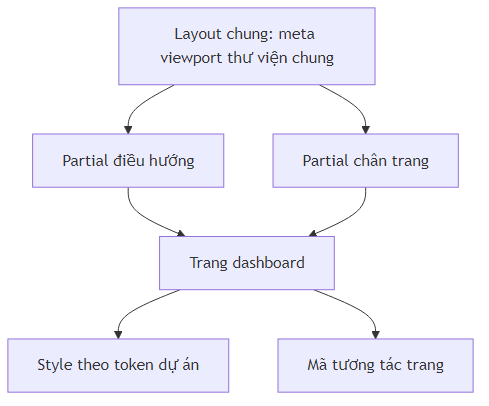 Layout chung: meta
viewport thư viện chung
Partial điều hướng
Partial chân trang
Trang dashboard
Style theo token dự án
Mã tương tác trang